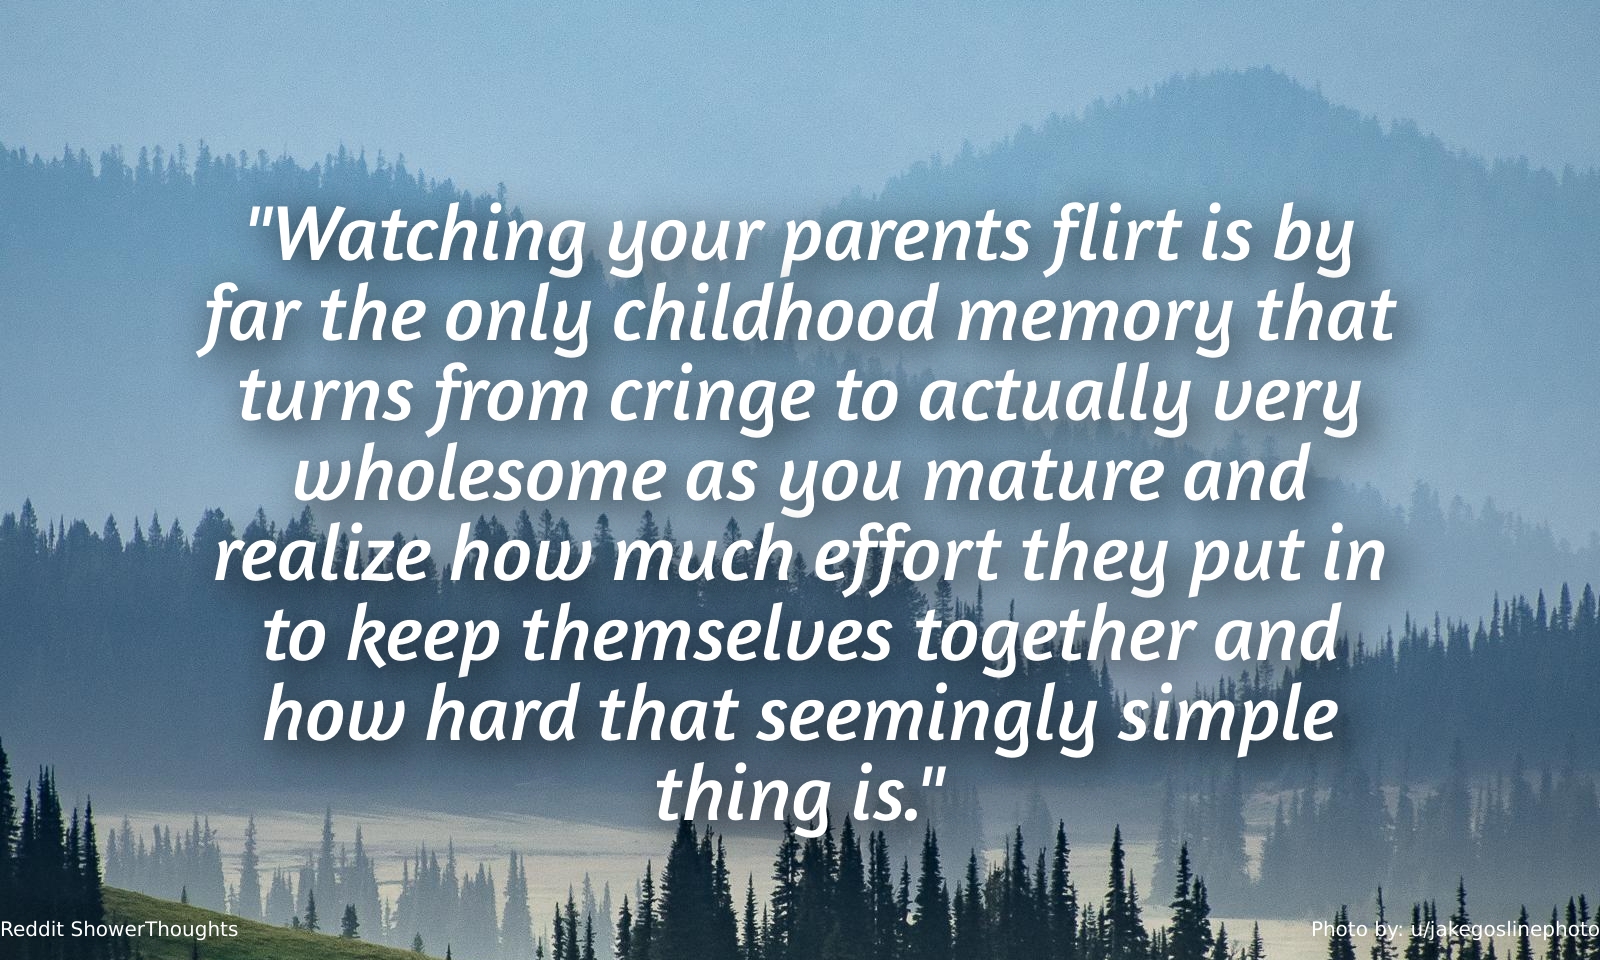 "Watching your parents flirt is by
far the only childhood memory that
turns from cringe to actually very
wholesome as you mature and
realize how much effort they put in
to keep themselves together and
how hard that seemingly simple
thing is."
Reddit ShowerThoughts
Photo by: u/jakegoslinephoto